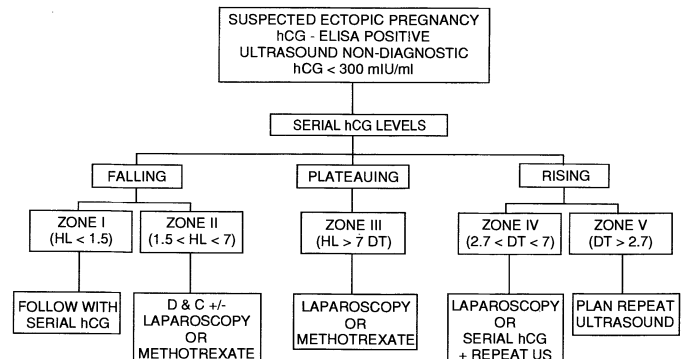 SUSPECTED ECTOPIC PREGNANCY
hCG - ELISA POSITIVE
ULTRASOUND NON-DIAGNOSTIC
hCG < 300 mIU/ml
SERIAL hCG LEVELS
FALLING
PLATEAUING
RISING
ZONE I
(HL < 1.5)
ZONE II
(1.5 < HL < 7)
ZONE III
(HL > 7 DT)
ZONE IV
(2.7 < DT < 7)
ZONE V
(DT > 2.7)
FOLLOW WITH
SERIAL hCG
D & C +/-
LAPAROSCOPY
OR
METHOTREXATE
LAPAROSCOPY
OR
METHOTREXATE
LAPAROSCOPY
OR
SERIAL hCG
+ REPEAT US
PLAN REPEAT
ULTRASOUND